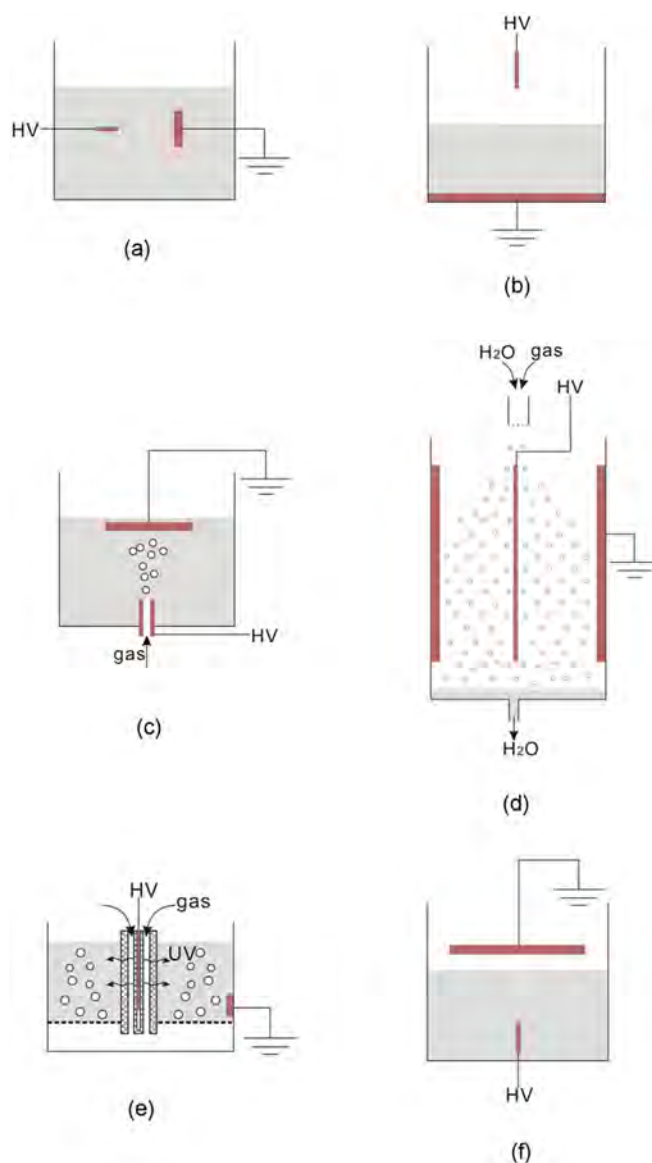 HV
HV
(a)
(b)
H₂O gas
HV
HV
gas
(c)
H₂O
(d)
HV
gas
UV
(e)
HV
(f)